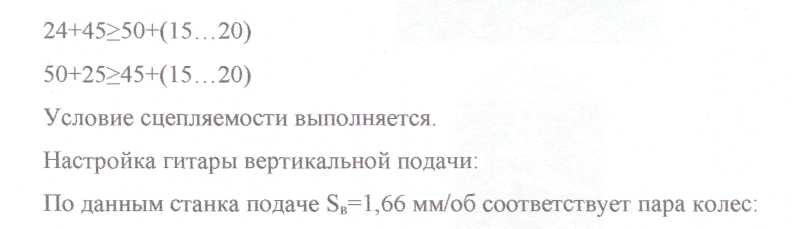 24+45≥50+(15…20)
50+25≥45+(15…20)
Условие сцепляемости выполняется.
Настройка гитары вертикальной подачи:
По данным станка подаче Sв=1,66 мм/об соответствует пара колес: